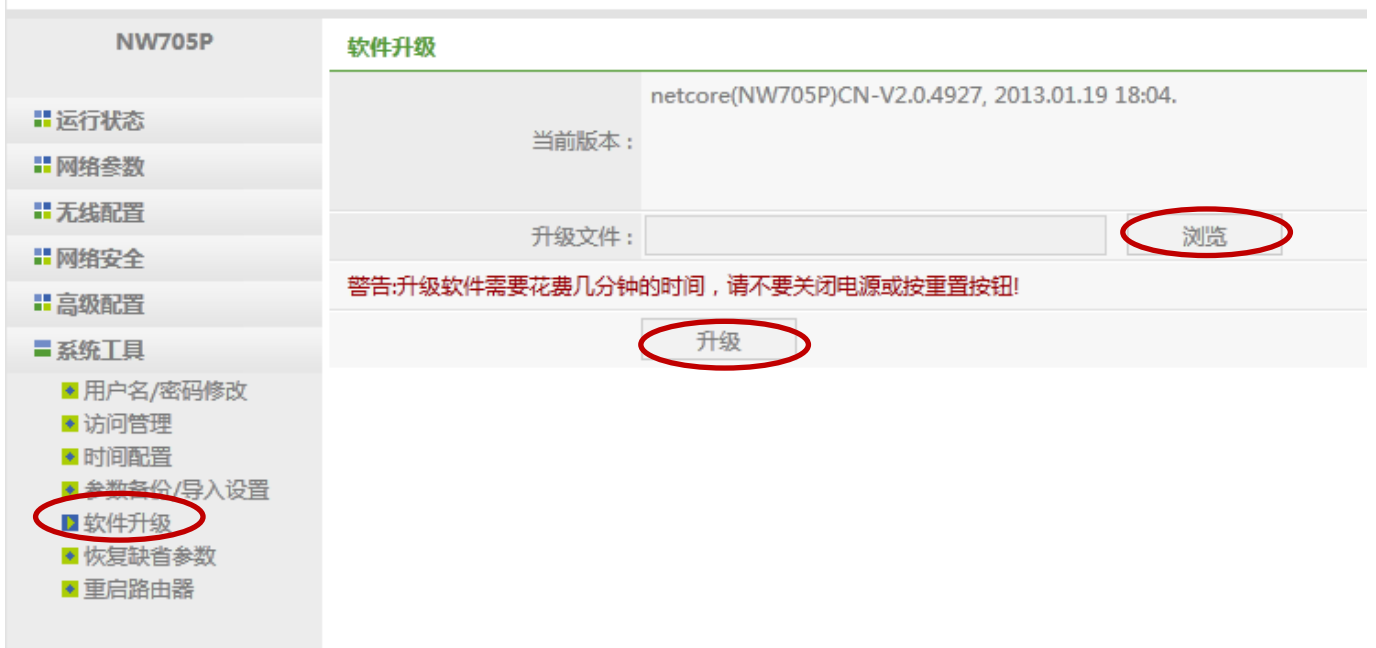 NW705P
运行状态
网络参数
无线配置
网络安全
高级配置
系统工具
用户名/密码修改
访问管理
时间配置
参数备份/导入设置
软件升级
恢复缺省参数
重启路由器
软件升级
netcore(NW705P)CN-V2.0.4927, 2013.01.19 18:04.
当前版本：
升级文件： 浏览
警告:升级软件需要花费几分钟的时间，请不要关闭电源或按重置按钮!
升级